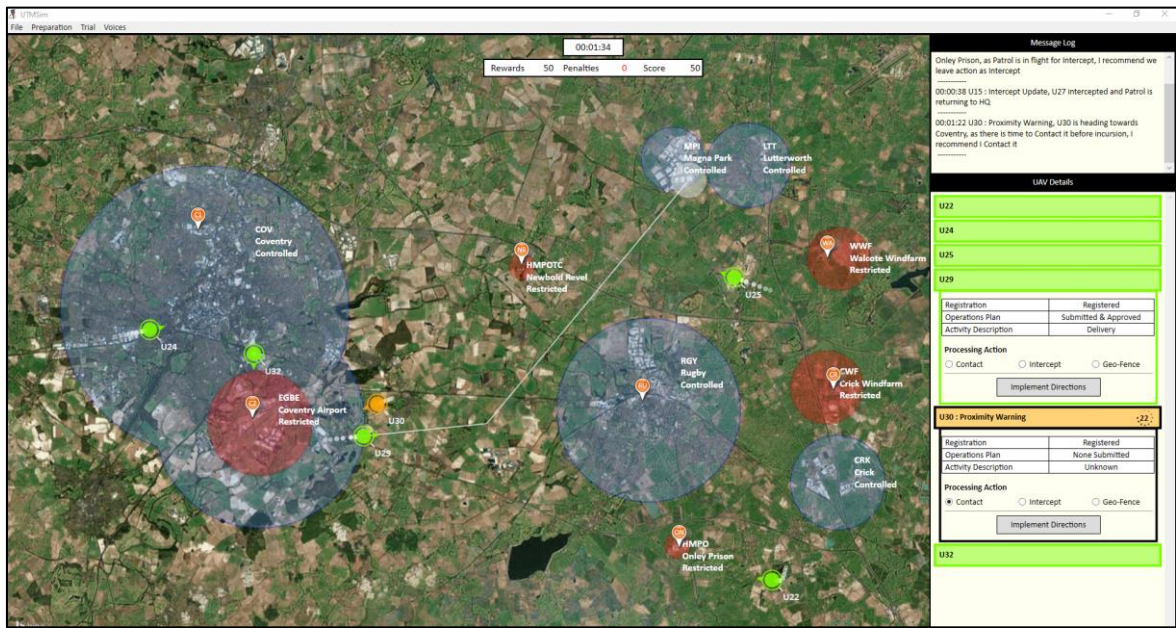 UTMSim
File Preparation Trial Voices
00:01:34
Rewards 50 Penalties 0 Score 50
MPI
Magna Park
Controlled
LTT
Lutterworth
Controlled
C1
COV
Coventry
Controlled
NR
HMPOTC
Newbold Revel
Restricted
WA
WWF
Walcote Windfarm
Restricted
U25
U24
U32
RGY
Rugby
Controlled
RU
CR
CWF
Crick Windfarm
Restricted
C2
EGBE
Coventry Airport
Restricted
U30
U29
CRK
Crick
Controlled
ON
HMPO
Onley Prison
Restricted
U22
Message Log
Onley Prison, as Patrol is in flight for Intercept, I recommend we
leave action as Intercept
------------
00:00:38 U15 : Intercept Update, U27 Intercepted and Patrol is
returning to HQ
------------
00:01:22 U30 : Proximity Warning, U30 is heading towards
Coventry, as there is time to Contact it before incursion, I
recommend I Contact it
------------
UAV Details
U22
U24
U25
U29
Registration Registered
Operations Plan Submitted & Approved
Activity Description Delivery
Processing Action
Contact Intercept Geo-Fence
Implement Directions
U30 : Proximity Warning 22
Registration Registered
Operations Plan None Submitted
Activity Description Unknown
Processing Action
Contact Intercept Geo-Fence
Implement Directions
U32